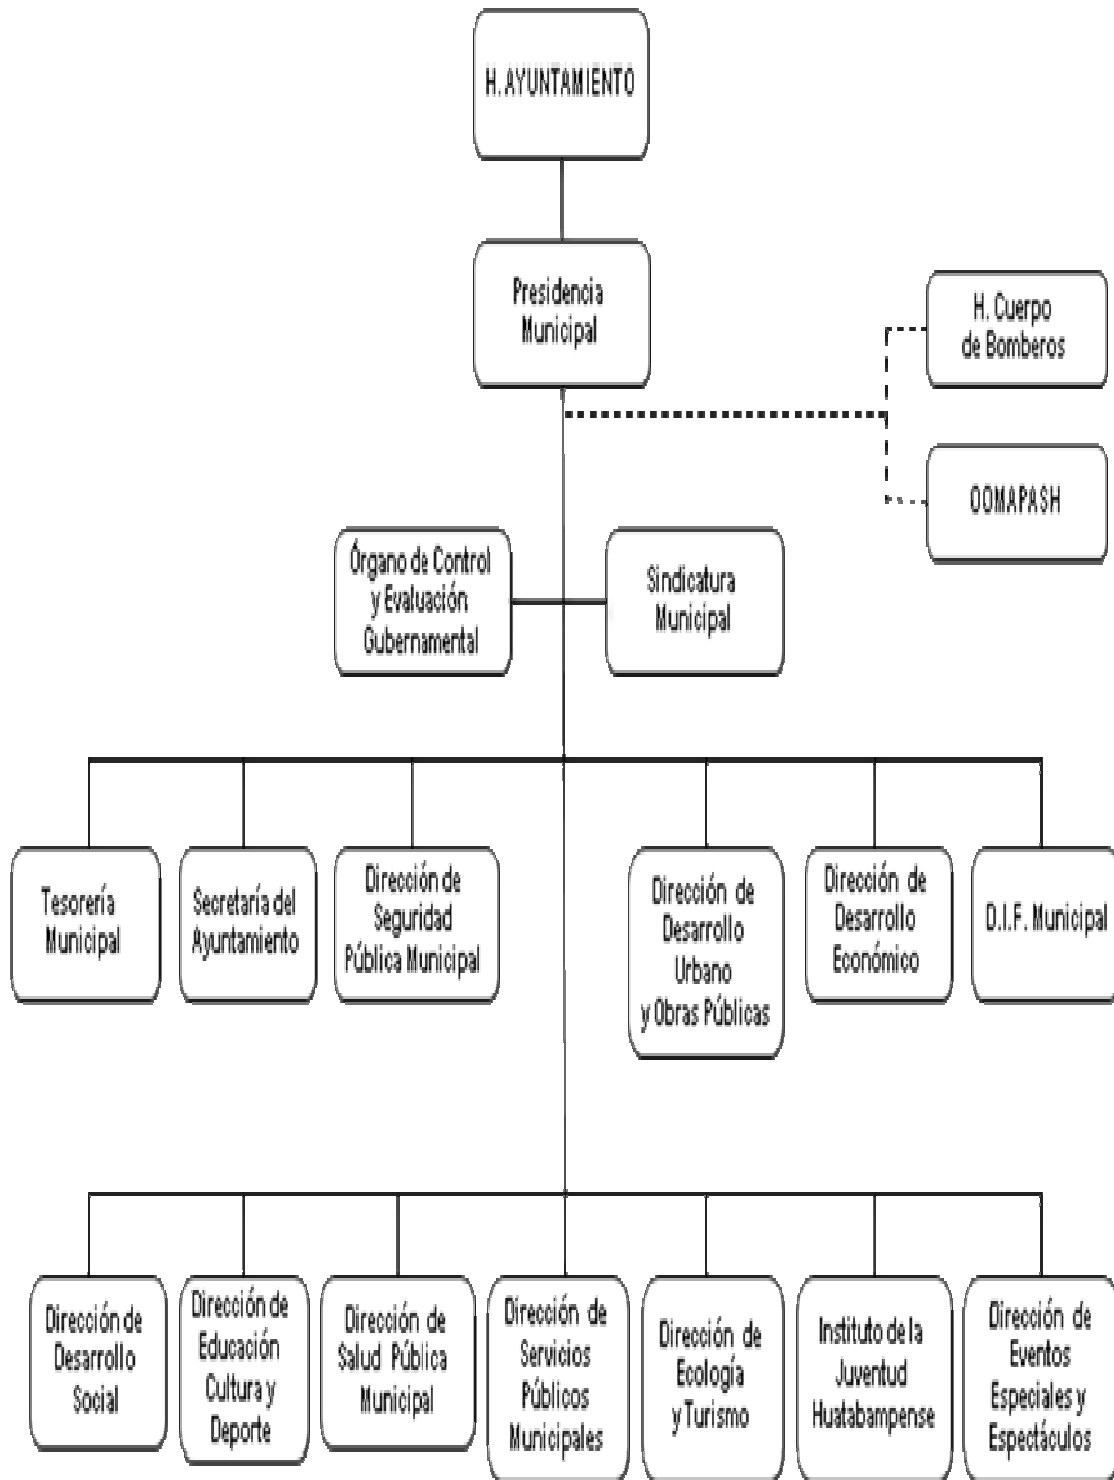 H. AYUNTAMIENTO
Presidencia
Municipal
H. Cuerpo
de Bomberos
OOMAPASH
Órgano de Control
y Evaluación
Gubernamental
Sindicatura
Municipal
Tesorería
Municipal
Secretaría del
Ayuntamiento
Dirección de
Seguridad
Pública Municipal
Dirección de
Desarrollo
Urbano
y Obras Públicas
Dirección de
Desarrollo
Económico
D.I.F. Municipal
Dirección de
Desarrollo
Social
Dirección de
Educación
Cultura y
Deporte
Dirección de
Salud Pública
Municipal
Dirección de
Servicios
Públicos
Municipales
Dirección de
Ecología
y Turismo
Instituto de la
Juventud
Huatabampense
Dirección de
Eventos
Especiales y
Espectáculos